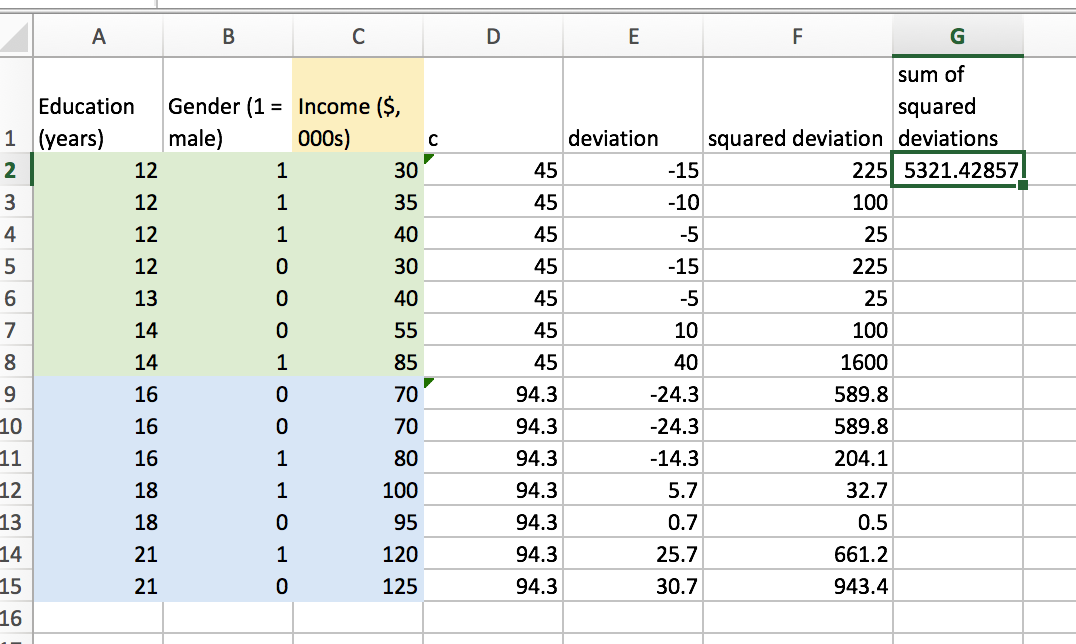 A B C D E F G
sum of
Education Gender (1 = Income ($, squared
1 (years) male) 000s) c deviation squared deviation deviations
2 12 1 30 45 -15 225 5321.42857
3 12 1 35 45 -10 100
4 12 1 40 45 -5 25
5 12 0 30 45 -15 225
6 13 0 40 45 -5 25
7 14 0 55 45 10 100
8 14 1 85 45 40 1600
9 16 0 70 94.3 -24.3 589.8
10 16 0 70 94.3 -24.3 589.8
11 16 1 80 94.3 -14.3 204.1
12 18 1 100 94.3 5.7 32.7
13 18 0 95 94.3 0.7 0.5
14 21 1 120 94.3 25.7 661.2
15 21 0 125 94.3 30.7 943.4
16